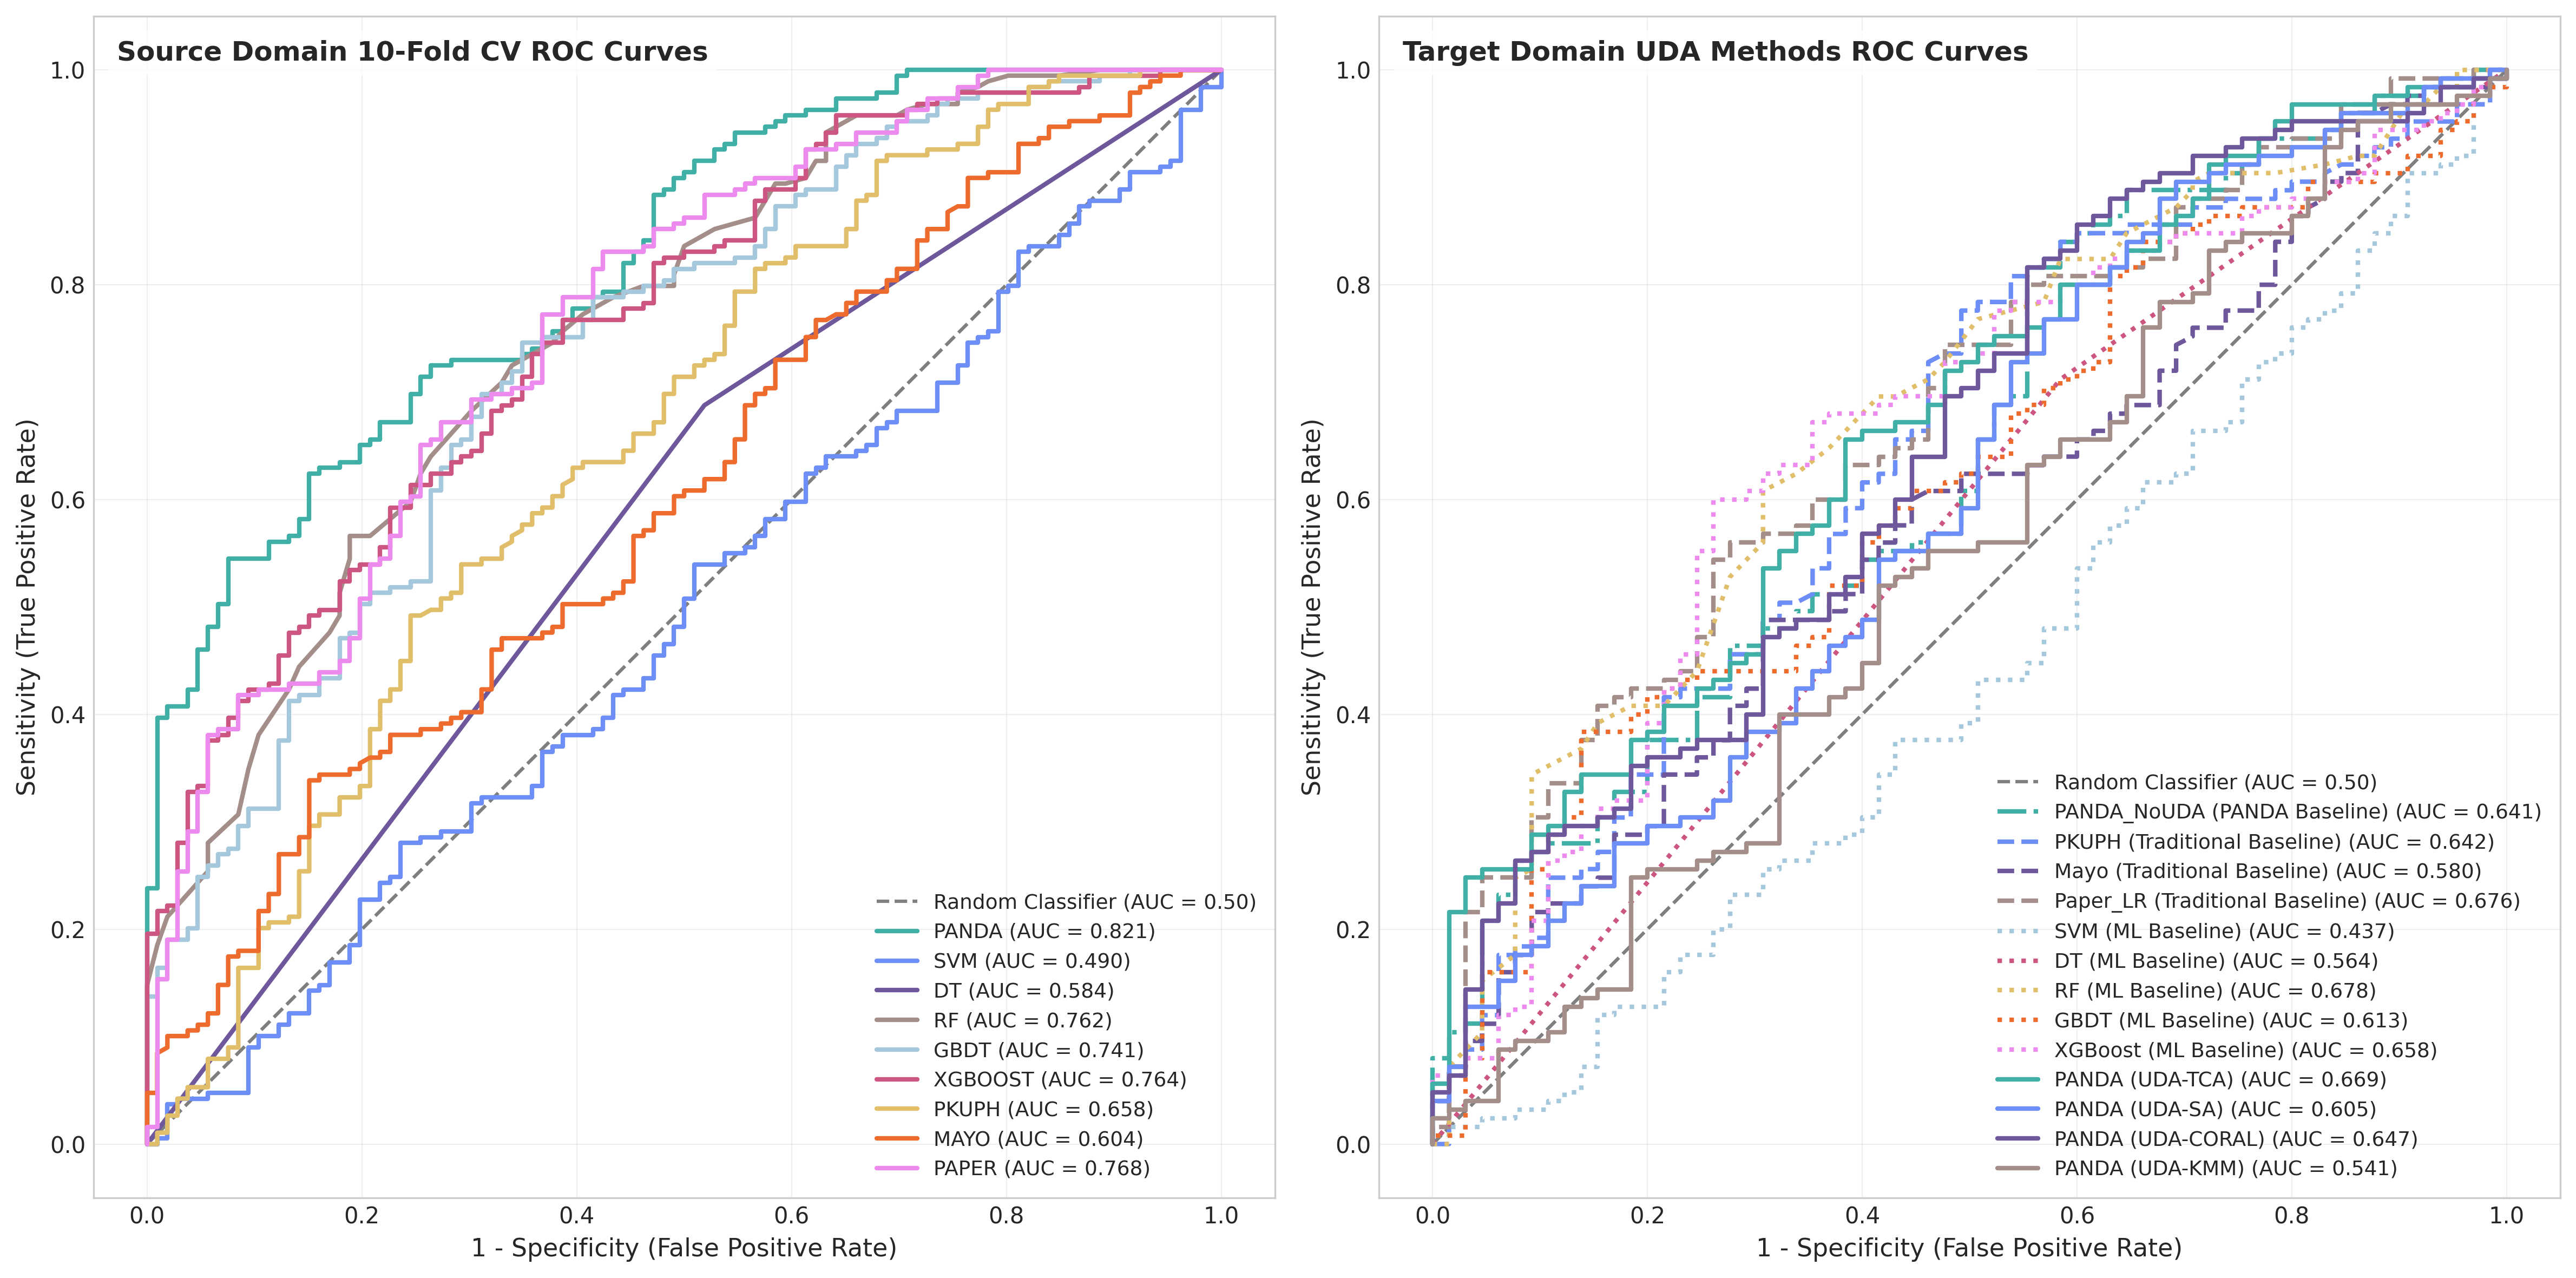 Source Domain 10-Fold CV ROC Curves
1.0
0.8
0.6
0.4
0.2
0.0
Sensitivity (True Positive Rate)
Random Classifier (AUC = 0.50)
PANDA (AUC = 0.821)
SVM (AUC = 0.490)
DT (AUC = 0.584)
RF (AUC = 0.762)
GBDT (AUC = 0.741)
XGBOOST (AUC = 0.764)
PKUPH (AUC = 0.658)
MAYO (AUC = 0.604)
PAPER (AUC = 0.768)
0.0 0.2 0.4 0.6 0.8 1.0
1 - Specificity (False Positive Rate)
Target Domain UDA Methods ROC Curves
1.0
0.8
0.6
0.4
0.2
0.0
Sensitivity (True Positive Rate)
Random Classifier (AUC = 0.50)
PANDA_NoUDA (PANDA Baseline) (AUC = 0.641)
PKUPH (Traditional Baseline) (AUC = 0.642)
Mayo (Traditional Baseline) (AUC = 0.580)
Paper_LR (Traditional Baseline) (AUC = 0.676)
SVM (ML Baseline) (AUC = 0.437)
DT (ML Baseline) (AUC = 0.564)
RF (ML Baseline) (AUC = 0.678)
GBDT (ML Baseline) (AUC = 0.613)
XGBoost (ML Baseline) (AUC = 0.658)
PANDA (UDA-TCA) (AUC = 0.669)
PANDA (UDA-SA) (AUC = 0.605)
PANDA (UDA-CORAL) (AUC = 0.647)
PANDA (UDA-KMM) (AUC = 0.541)
0.0 0.2 0.4 0.6 0.8 1.0
1 - Specificity (False Positive Rate)